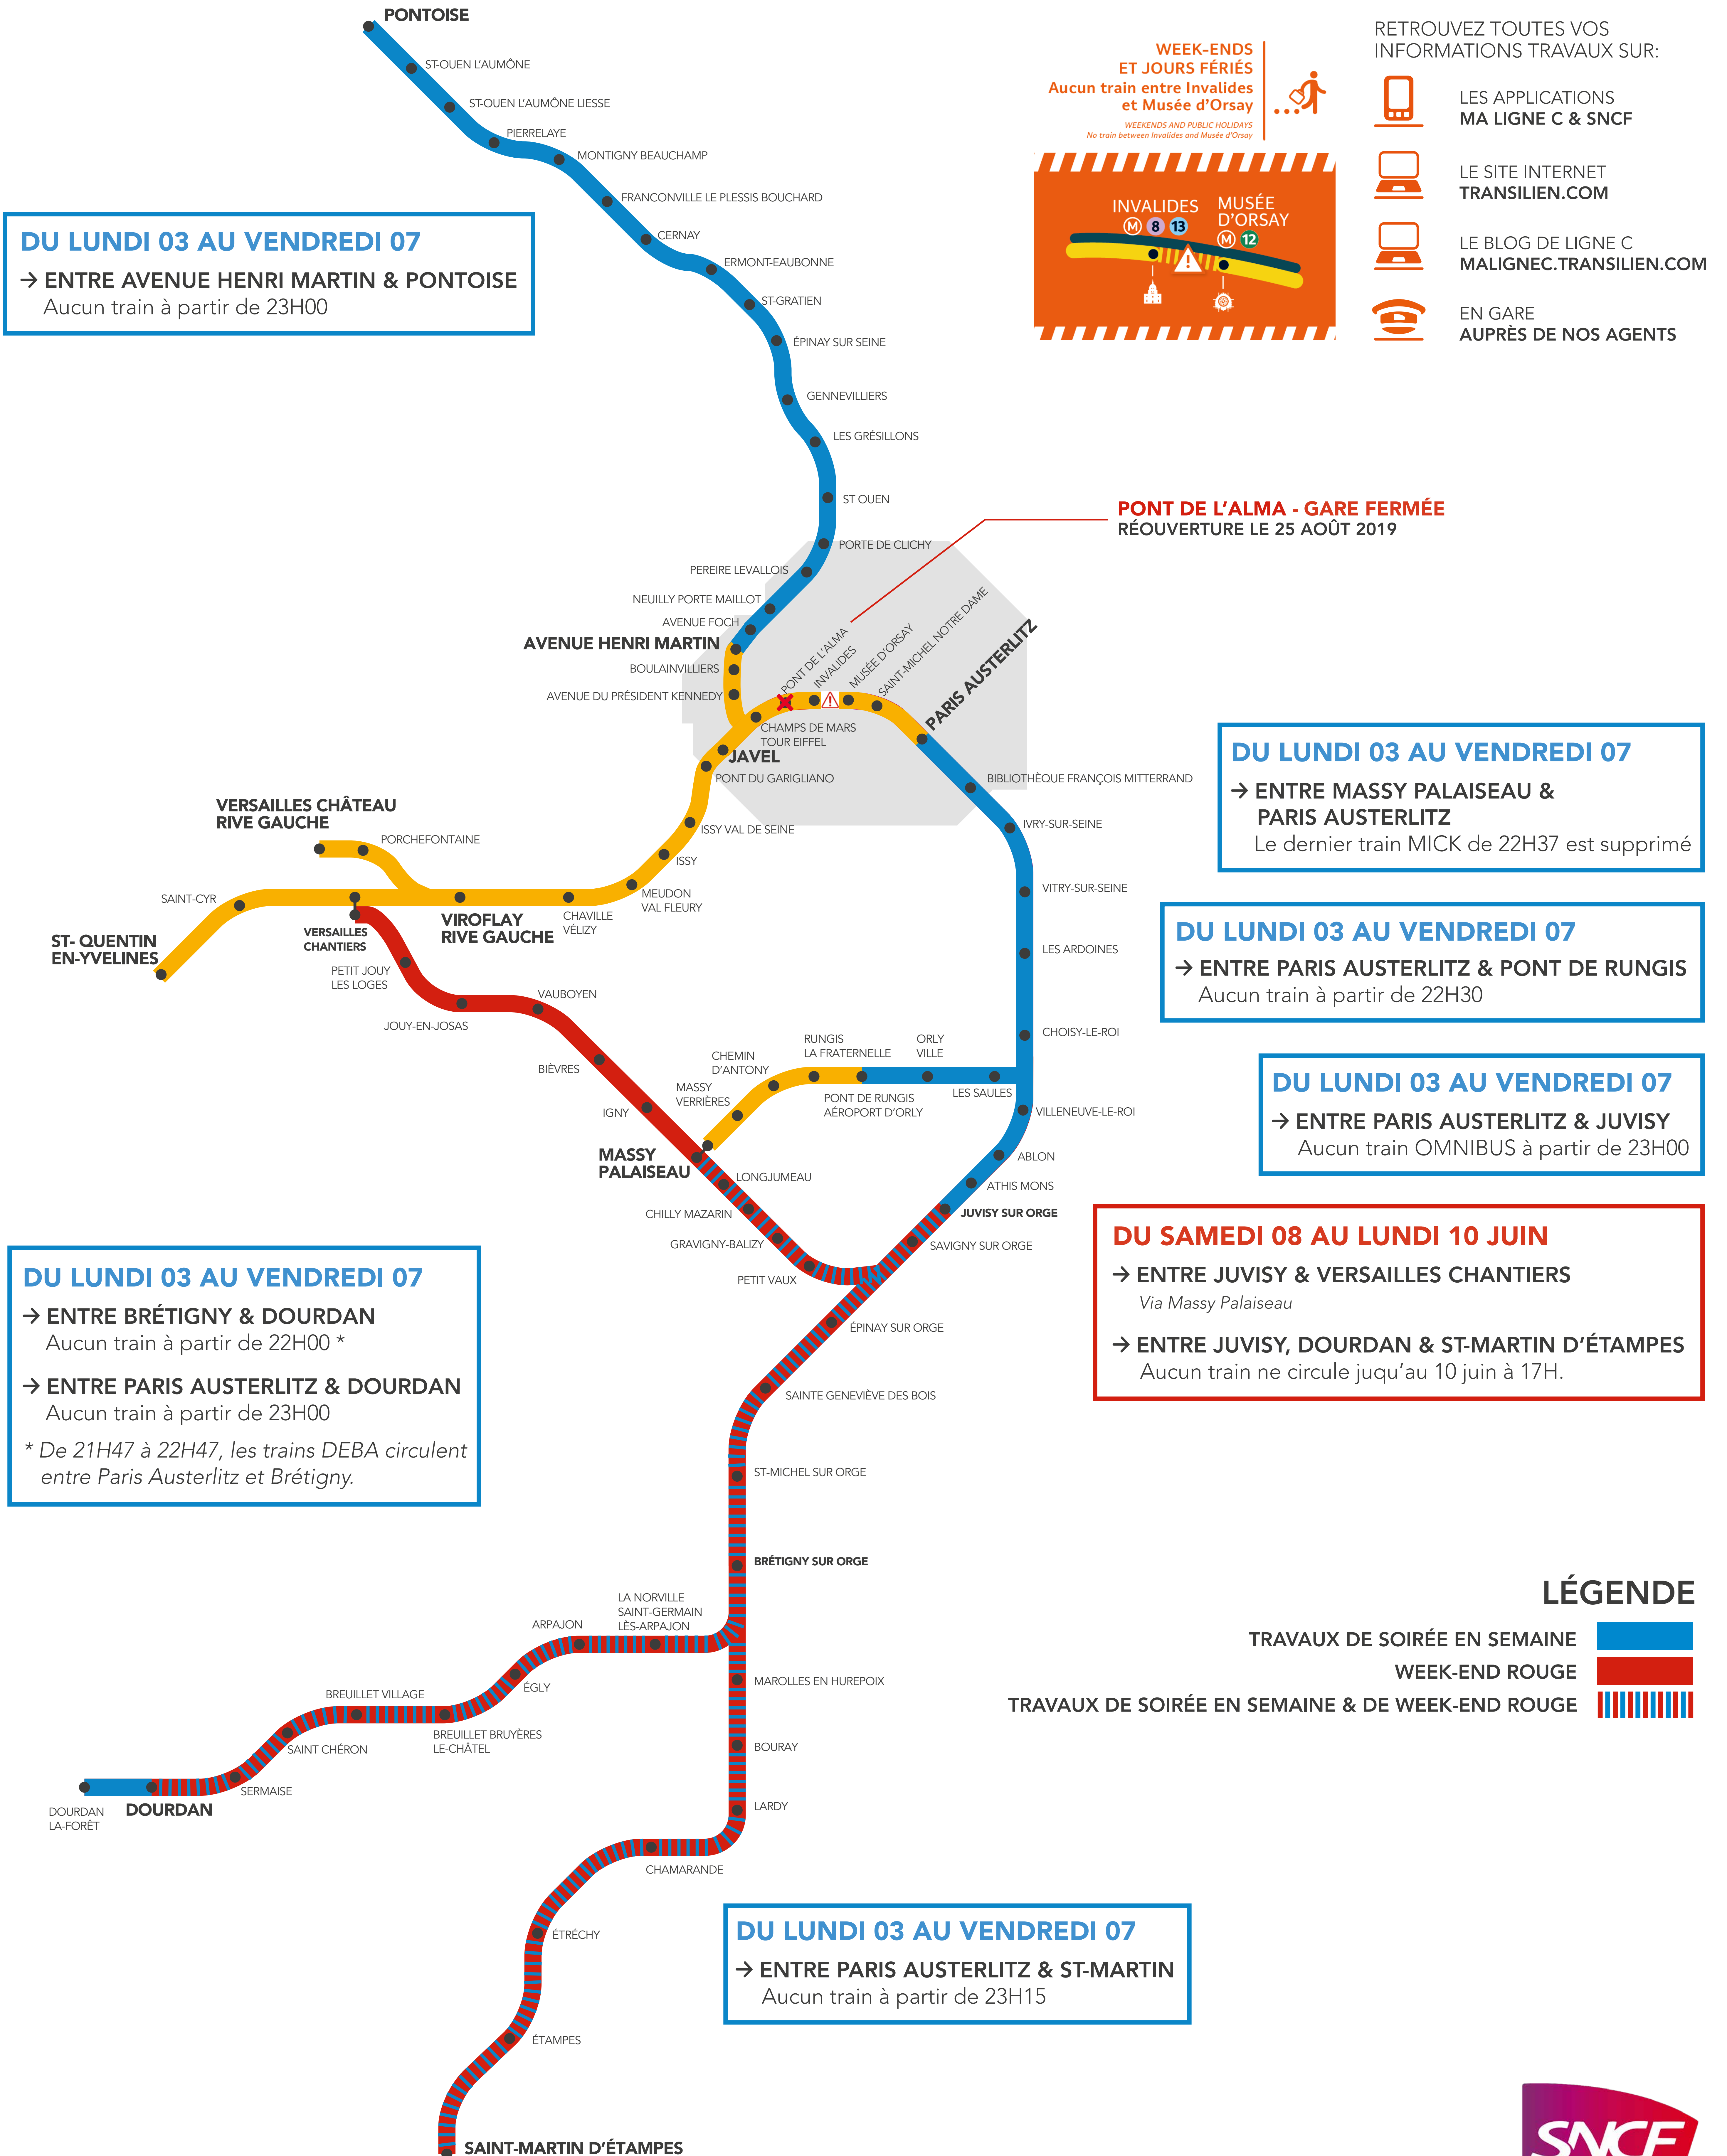 PONTOISE
ST-OUEN L'AUMÔNE
ST-OUEN L'AUMÔNE LIESSE
PIERRELAYE
MONTIGNY BEAUCHAMP
FRANCONVILLE LE PLESSIS BOUCHARD
CERNAY
ERMONT-EAUBONNE
ST-GRATIEN
ÉPINAY SUR SEINE
GENNEVILLIERS
LES GRÉSILLONS
ST OUEN
PORTE DE CLICHY
PEREIRE LEVALLOIS
NEUILLY PORTE MAILLOT
AVENUE FOCH
AVENUE HENRI MARTIN
BOULAINVILLIERS
AVENUE DU PRÉSIDENT KENNEDY
WEEK-ENDS
ET JOURS FÉRIÉS
Aucun train entre Invalides
et Musée d'Orsay
WEEKENDS AND PUBLIC HOLIDAYS
No train between Invalides and Musée d'Orsay
INVALIDES
M 8 13
MUSÉE
D'ORSAY
M 12
RETROUVEZ TOUTES VOS
INFORMATIONS TRAVAUX SUR:
LES APPLICATIONS
MA LIGNE C & SNCF
LE SITE INTERNET
TRANSILIEN.COM
LE BLOG DE LIGNE C
MALIGNEC.TRANSILIEN.COM
EN GARE
AUPRÈS DE NOS AGENTS
DU LUNDI 03 AU VENDREDI 07
→ ENTRE AVENUE HENRI MARTIN & PONTOISE
Aucun train à partir de 23H00
PONT DE L'ALMA - GARE FERMÉE
RÉOUVERTURE LE 25 AOÛT 2019
PONT DE L'ALMA
INVALIDES
MUSÉE D'ORSAY
SAINT-MICHEL NOTRE DAME
PARIS AUSTERLITZ
CHAMPS DE MARS
TOUR EIFFEL
JAVEL
PONT DU GARIGLIANO
ISSY VAL DE SEINE
ISSY
MEUDON
VAL FLEURY
CHAVILLE
VÉLIZY
VIROFLAY
RIVE GAUCHE
VERSAILLES CHÂTEAU
RIVE GAUCHE
PORCHEFONTAINE
SAINT-CYR
ST- QUENTIN
EN-YVELINES
VERSAILLES
CHANTIERS
PETIT JOUY
LES LOGES
JOUY-EN-JOSAS
VAUBOYEN
BIÈVRES
IGNY
MASSY
PALAISEAU
MASSY
VERRIÈRES
CHEMIN
D'ANTONY
RUNGIS
LA FRATERNELLE
PONT DE RUNGIS
AÉROPORT D'ORLY
ORLY
VILLE
LES SAULES
BIBLIOTHÈQUE FRANÇOIS MITTERRAND
IVRY-SUR-SEINE
VITRY-SUR-SEINE
LES ARDOINES
CHOISY-LE-ROI
VILLENEUVE-LE-ROI
ABLON
ATHIS MONS
JUVISY SUR ORGE
SAVIGNY SUR ORGE
LONGJUMEAU
CHILLY MAZARIN
GRAVIGNY-BALIZY
PETIT VAUX
ÉPINAY SUR ORGE
SAINTE GENEVIÈVE DES BOIS
ST-MICHEL SUR ORGE
BRÉTIGNY SUR ORGE
DU LUNDI 03 AU VENDREDI 07
→ ENTRE MASSY PALAISEAU &
PARIS AUSTERLITZ
Le dernier train MICK de 22H37 est supprimé
DU LUNDI 03 AU VENDREDI 07
→ ENTRE PARIS AUSTERLITZ & PONT DE RUNGIS
Aucun train à partir de 22H30
DU LUNDI 03 AU VENDREDI 07
→ ENTRE PARIS AUSTERLITZ & JUVISY
Aucun train OMNIBUS à partir de 23H00
DU SAMEDI 08 AU LUNDI 10 JUIN
→ ENTRE JUVISY & VERSAILLES CHANTIERS
Via Massy Palaiseau
→ ENTRE JUVISY, DOURDAN & ST-MARTIN D'ÉTAMPES
Aucun train ne circule juqu'au 10 juin à 17H.
DU LUNDI 03 AU VENDREDI 07
→ ENTRE BRÉTIGNY & DOURDAN
Aucun train à partir de 22H00 *
→ ENTRE PARIS AUSTERLITZ & DOURDAN
Aucun train à partir de 23H00
* De 21H47 à 22H47, les trains DEBA circulent
entre Paris Austerlitz et Brétigny.
LA NORVILLE
SAINT-GERMAIN
LÈS-ARPAJON
ARPAJON
ÉGLY
BREUILLET BRUYÈRES
LE-CHÂTEL
BREUILLET VILLAGE
SAINT CHÉRON
SERMAISE
DOURDAN
DOURDAN
LA-FORÊT
MAROLLES EN HUREPOIX
BOURAY
LARDY
CHAMARANDE
ÉTRÉCHY
ÉTAMPES
SAINT-MARTIN D'ÉTAMPES
LÉGENDE
TRAVAUX DE SOIRÉE EN SEMAINE
WEEK-END ROUGE
TRAVAUX DE SOIRÉE EN SEMAINE & DE WEEK-END ROUGE
DU LUNDI 03 AU VENDREDI 07
→ ENTRE PARIS AUSTERLITZ & ST-MARTIN
Aucun train à partir de 23H15
SNCF